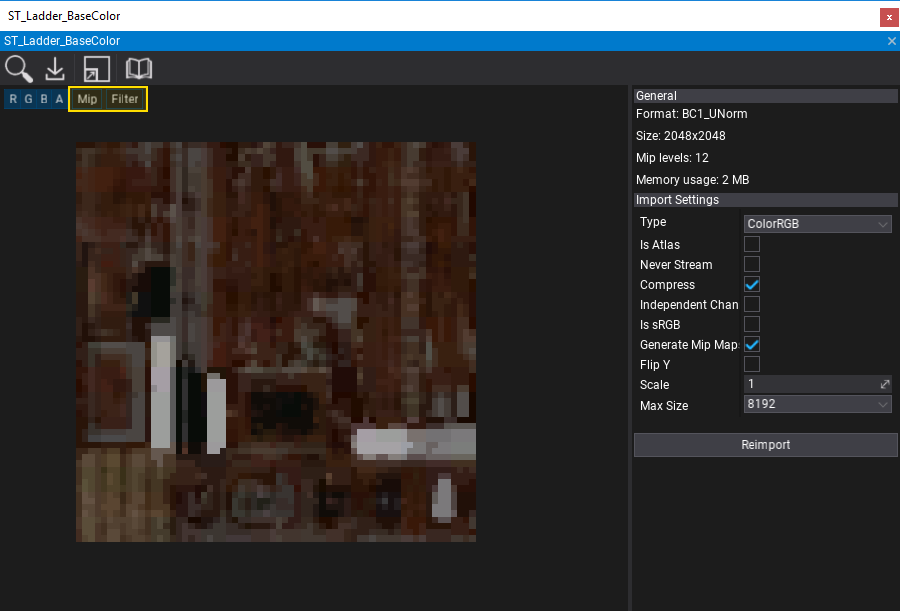 ST_Ladder_BaseColor
x
ST_Ladder_BaseColor
R G B A Mip Filter
General
Format: BC1_UNorm
Size: 2048x2048
Mip levels: 12
Memory usage: 2 MB
Import Settings
Type ColorRGB
Is Atlas
Never Stream
Compress
Independent Chan
Is sRGB
Generate Mip Map
Flip Y
Scale 1
Max Size 8192
Reimport